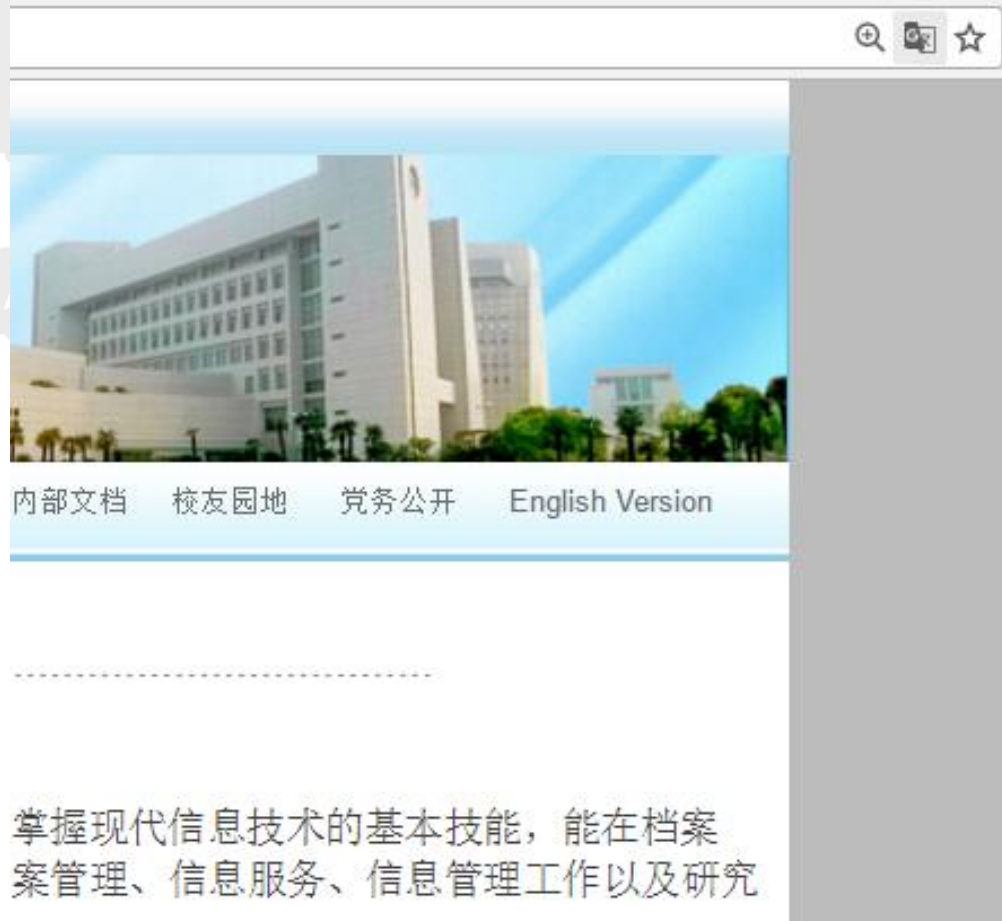 内部文档 校友园地 党务公开 English Version
掌握现代信息技术的基本技能，能在档案
案管理、信息服务、信息管理工作以及研究